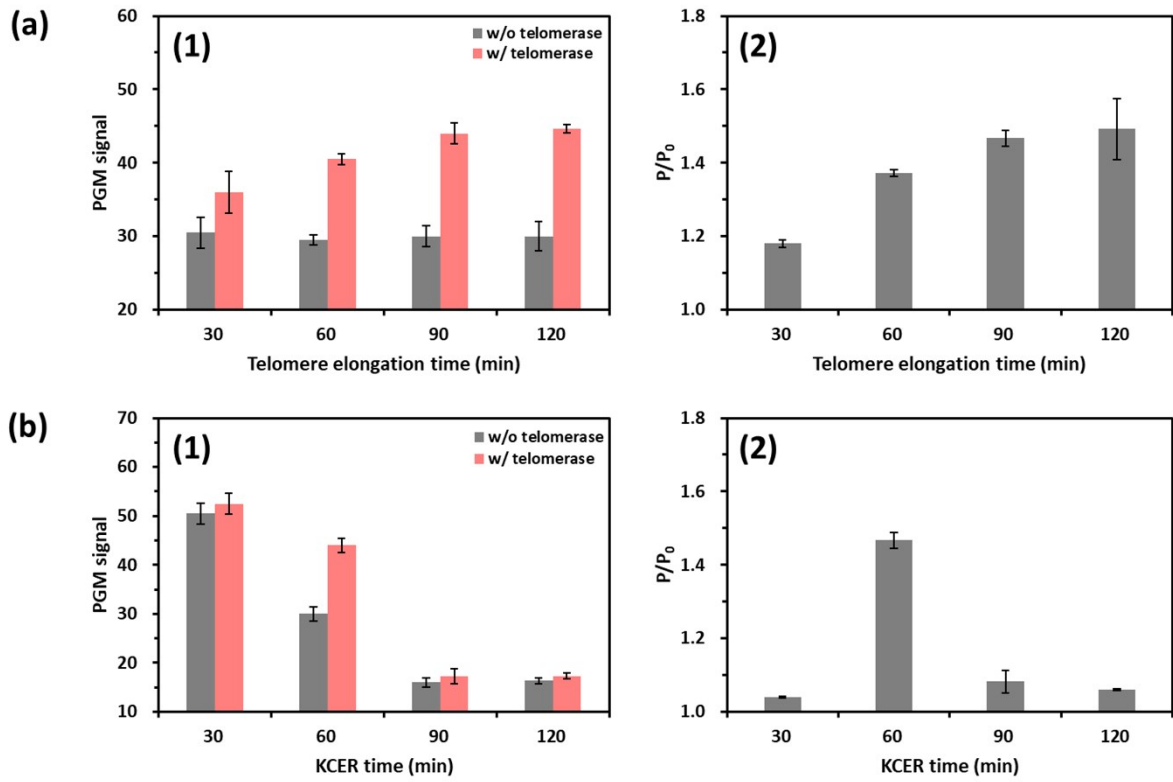 (a)
(1)
w/o telomerase
w/ telomerase
PGM signal
60
50
40
30
20
30 60 90 120
Telomere elongation time (min)
(2)
P/P₀
1.8
1.6
1.4
1.2
1.0
30 60 90 120
Telomere elongation time (min)
(b)
(1)
w/o telomerase
w/ telomerase
PGM signal
70
60
50
40
30
20
10
30 60 90 120
KCER time (min)
(2)
P/P₀
1.8
1.6
1.4
1.2
1.0
30 60 90 120
KCER time (min)